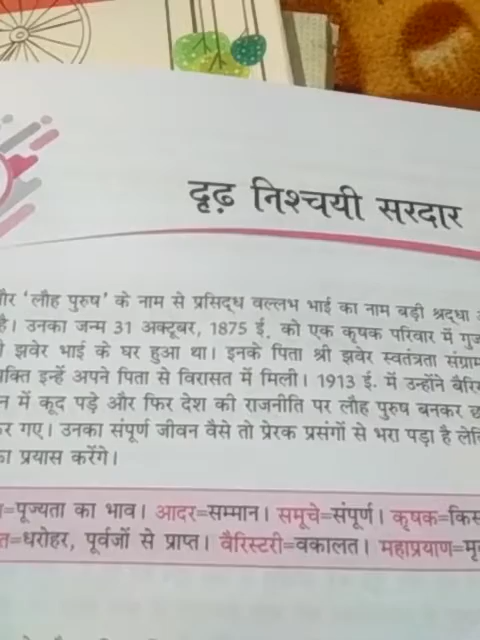 दृढ़ निश्चयी सरदार
'लौह पुरुष' के नाम से प्रसिद्ध वल्लभ भाई का नाम बड़ी श्रद्धा
है। उनका जन्म 31 अक्टूबर, 1875 ई. को एक कृषक परिवार में
झवेर भाई के घर हुआ था। इनके पिता श्री झवेर स्वतंत्रता संग्राम
इन्हें अपने पिता से विरासत में मिली। 1913 ई. में उन्होंने
में कूद पड़े और फिर देश की राजनीति पर लौह पुरुष बनकर
गए। उनका संपूर्ण जीवन वैसे तो प्रेरक प्रसंगों से भरा पड़ा है
प्रयास करेंगे।
=पूज्यता का भाव। आदर=सम्मान। समूचे=संपूर्ण। कृषक=
=धरोहर, पूर्वजों से प्राप्त। वैरिस्टरी=वकालत। महाप्रयाण=